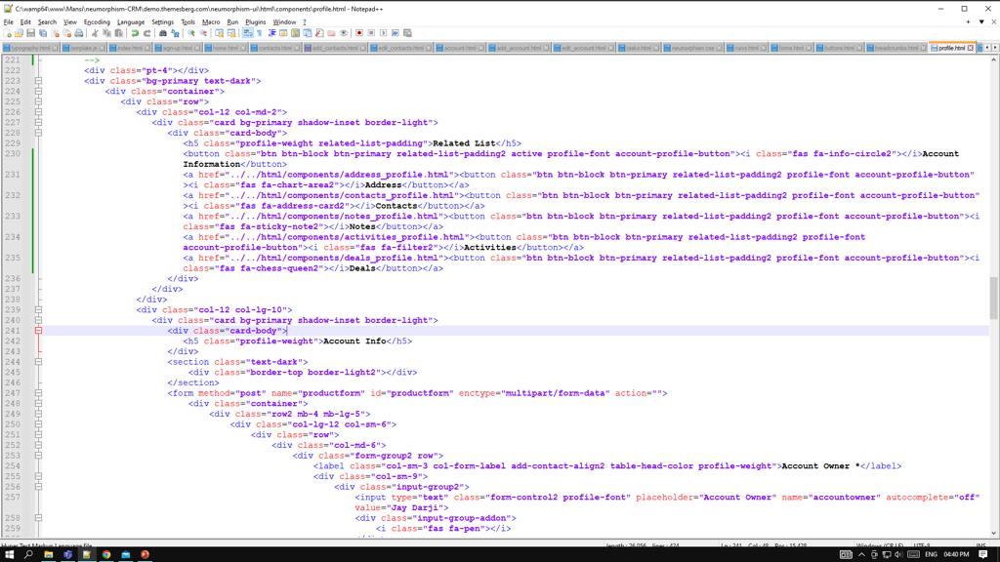 C:\wamp64\www\Mansi\neumorphism-CRM\demo.themesberg.com\neumorphism-ui\html\components\profile.html - Notepad++
File Edit Search View Encoding Language Settings Tools Macro Run Plugins Window ?
typography.html template.js index.html sign-up.html home.html contacts.html add_contacts.html edit_contacts.html account.html add_account.html edit_account.html tasks.html neumorphism.css navs.html forms.html buttons.html breadcrumbs.html profile.html
221 -->
222 <div class="pt-4"></div>
223 <div class="bg-primary text-dark">
224 <div class="container">
225 <div class="row">
226 <div class="col-12 col-md-2">
227 <div class="card bg-primary shadow-inset border-light">
228 <div class="card-body">
229 <h5 class="profile-weight related-list-padding">Related List</h5>
230 <button class="btn btn-block btn-primary related-list-padding2 active profile-font account-profile-button"><i class="fas fa-info-circle2"></i>Account
Information</button>
231 <a href="../../html/components/address_profile.html"><button class="btn btn-block btn-primary related-list-padding2 profile-font account-profile-button"
><i class="fas fa-chart-area2"></i>Address</button></a>
232 <a href="../../html/components/contacts_profile.html"><button class="btn btn-block btn-primary related-list-padding2 profile-font account-profile-button"
><i class="fas fa-address-card2"></i>Contacts</button></a>
233 <a href="../../html/components/notes_profile.html"><button class="btn btn-block btn-primary related-list-padding2 profile-font account-profile-button"><i
class="fas fa-sticky-note2"></i>Notes</button></a>
234 <a href="../../html/components/activities_profile.html"><button class="btn btn-block btn-primary related-list-padding2 profile-font
account-profile-button"><i class="fas fa-filter2"></i>Activities</button></a>
235 <a href="../../html/components/deals_profile.html"><button class="btn btn-block btn-primary related-list-padding2 profile-font account-profile-button"><i
class="fas fa-chess-queen2"></i>Deals</button></a>
236 </div>
237 </div>
238 </div>
239 <div class="col-12 col-lg-10">
240 <div class="card bg-primary shadow-inset border-light">
241 <div class="card-body">
242 <h5 class="profile-weight">Account Info</h5>
243 </div>
244 <section class="text-dark">
245 <div class="border-top border-light2"></div>
246 </section>
247 <form method="post" name="productform" id="productform" enctype="multipart/form-data" action="">
248 <div class="container">
249 <div class="row2 mb-4 mb-lg-5">
250 <div class="col-lg-12 col-sm-6">
251 <div class="row">
252 <div class="col-md-6">
253 <div class="form-group2 row">
254 <label class="col-sm-3 col-form-label add-contact-align2 table-head-color profile-weight">Account Owner *</label>
255 <div class="col-sm-9">
256 <div class="input-group2">
257 <input type="text" class="form-control2 profile-font" placeholder="Account Owner" name="accountowner" autocomplete="off"
value="Jay Darji">
258 <div class="input-group-addon">
259 <i class="fas fa-pen"></i>
Hyper Text Markup Language file length : 26,056 lines : 424 Ln : 241 Col : 48 Pos : 15,428 Windows (CR LF) UTF-8 INS
ENG 04:40 PM